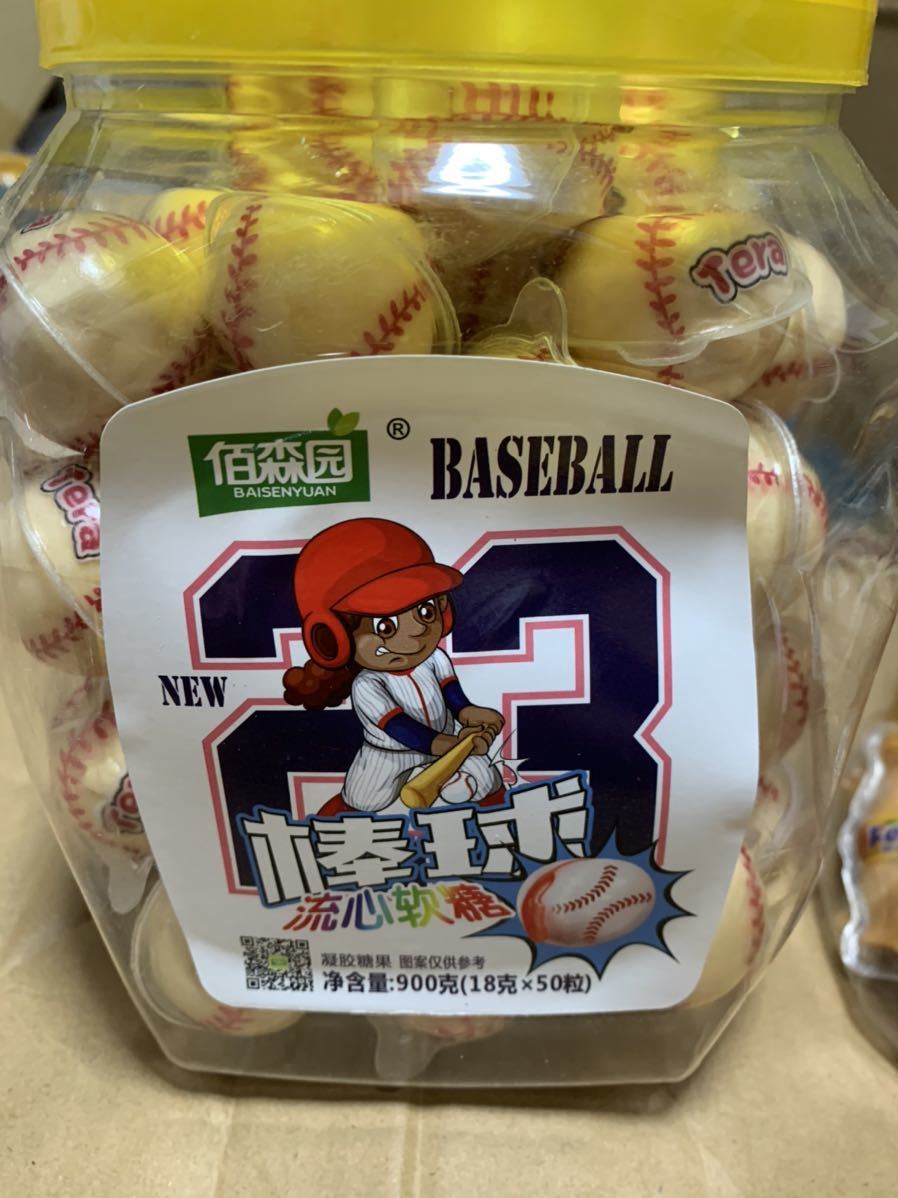 Tera
Tera
佰森园®
BAISENYUAN
BASEBALL
23
NEW
棒球
流心软糖
凝胶糖果 图案仅供参考
净含量:900克(18克×50粒)